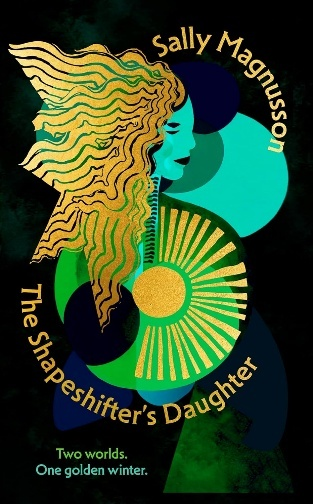 Sally Magnusson
The Shapeshifter's Daughter
Two worlds.
One golden winter.